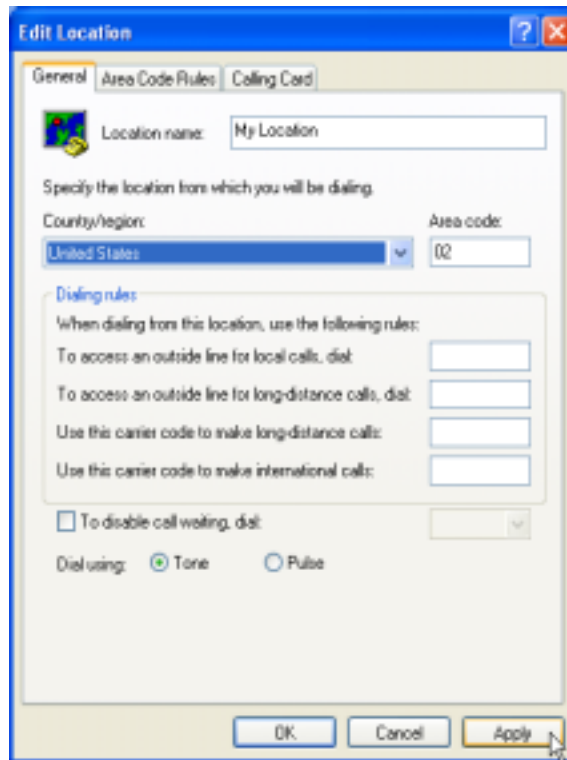 Edit Location
General Area Code Rules Calling Card
Location name: My Location
Specify the location from which you will be dialing.
Country/region: Area code:
United States 02
Dialing rules
When dialing from this location, use the following rules:
To access an outside line for local calls, dial:
To access an outside line for long-distance calls, dial:
Use this carrier code to make long-distance calls:
Use this carrier code to make international calls:
To disable call waiting, dial:
Dial using: Tone Pulse
OK Cancel Apply